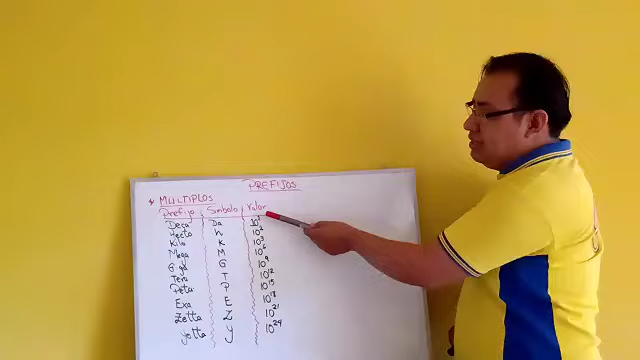 PREFIJOS
* MULTIPLOS
Prefijo Simbolo Valor
Deca Da 10¹
Hecto h 10²
Kilo K 10³
Mega M 10⁶
Giga G 10⁹
Tera T 10¹²
Peta P 10¹⁵
Exa E 10¹⁸
Zetta Z 10²¹
Yotta y 10²⁴